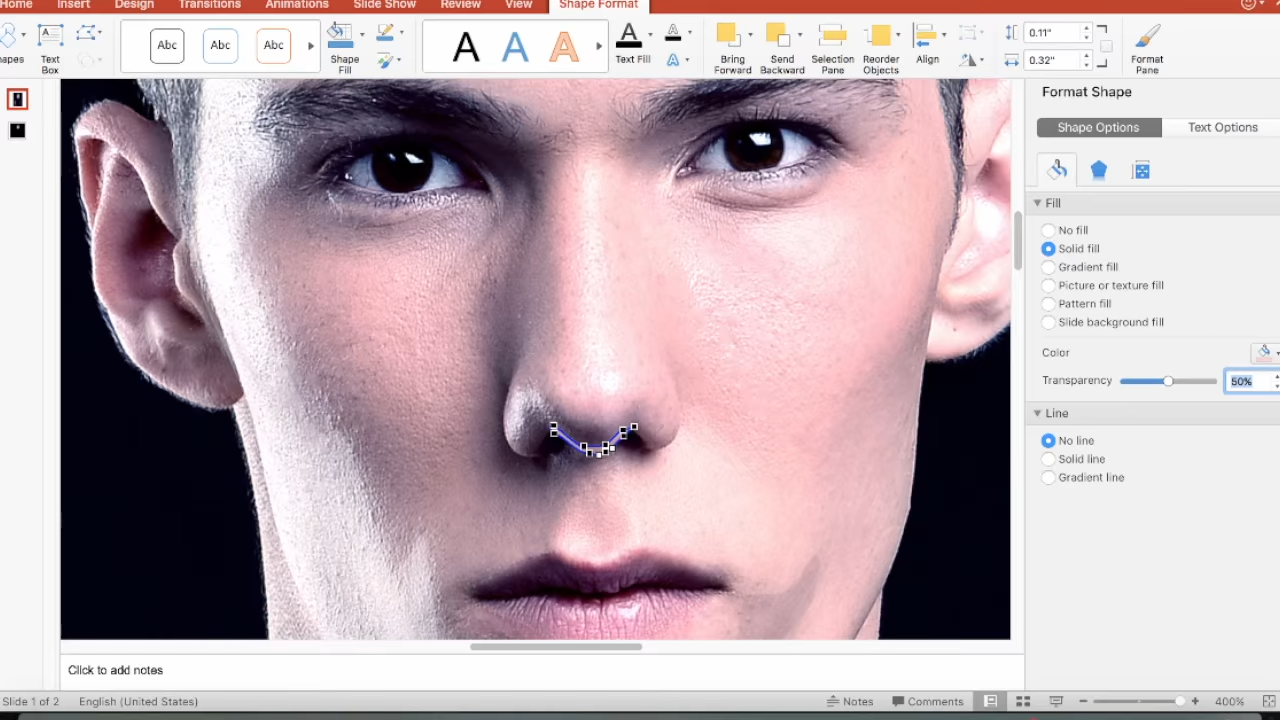 Home Insert Design Transitions Animations Slide Show Review View Shape Format
Abc Abc Abc
A A A
A A
A A
0.11"
0.32"
Text Box
Shape Fill
Text Fill
Bring Forward
Send Backward
Selection Pane
Reorder Objects
Align
Format Pane
Format Shape
Shape Options Text Options
Fill
No fill
Solid fill
Gradient fill
Picture or texture fill
Pattern fill
Slide background fill
Color
Transparency 50%
Line
No line
Solid line
Gradient line
Click to add notes
Slide 1 of 2 English (United States) Notes Comments 400%